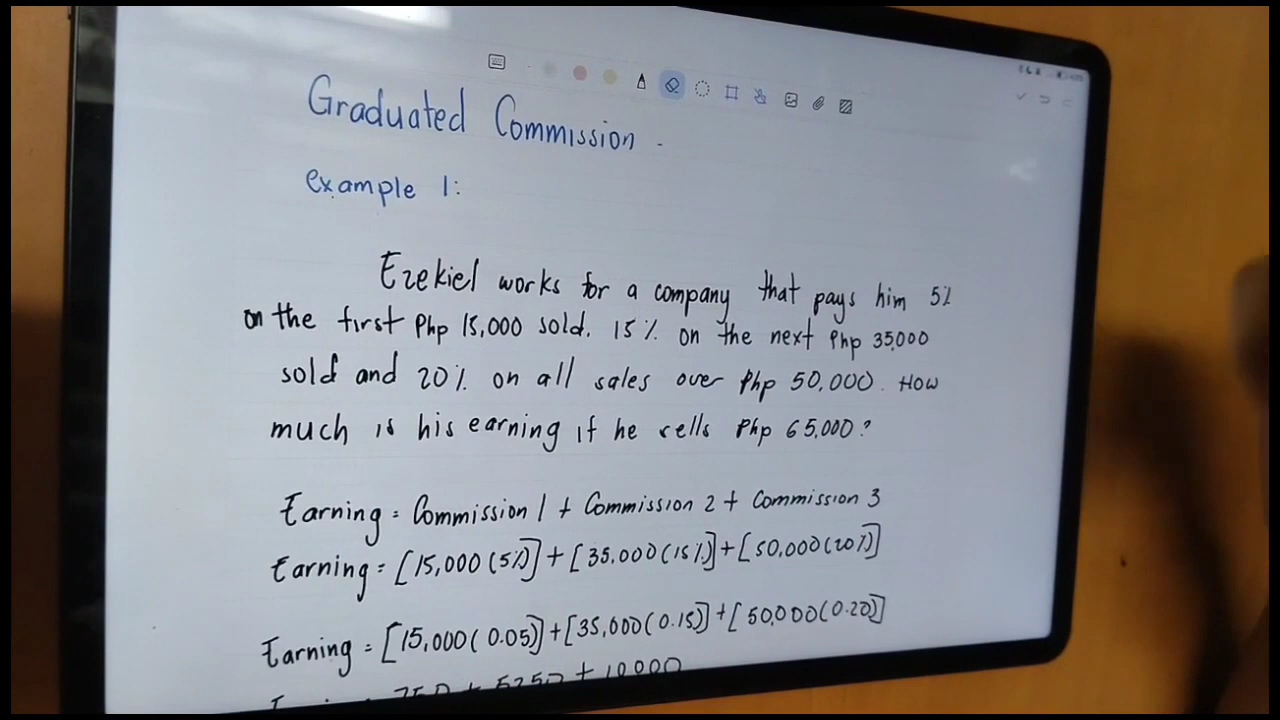 Graduated Commission
example 1:
Ezekiel works for a company that pays him 5%
on the first Php 15,000 sold. 15% on the next Php 35,000
sold and 20% on all sales over Php 50,000. How
much is his earning if he sells Php 65,000?
Earning = Commission 1 + Commission 2 + Commission 3
Earning = [15,000 (5%)] + [35,000 (15%)] + [50,000 (20%)]
Earning = [15,000 (0.05)] + [35,000 (0.15)] + [50,000 (0.20)]
750 + 5250 + 10000